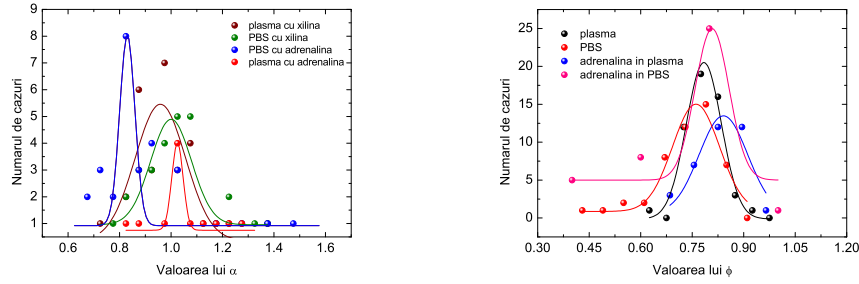 plasma cu xilina
PBS cu xilina
PBS cu adrenalina
plasma cu adrenalina
Numarul de cazuri
9
8
7
6
5
4
3
2
1
0.6 0.8 1.0 1.2 1.4 1.6
Valoarea lui α
plasma
PBS
adrenalina in plasma
adrenalina in PBS
Numarul de cazuri
25
20
15
10
5
0
0.30 0.45 0.60 0.75 0.90 1.05 1.20
Valoarea lui ϕ